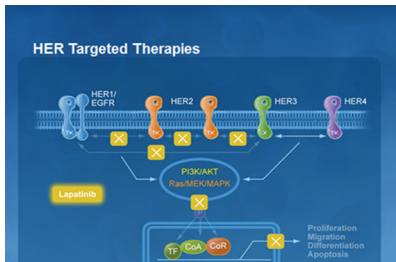 HER Targeted Therapies
HER1/
EGFR
HER2
HER3
HER4
TK
TK
TK
TK
PI3K/AKT
Ras/MEK/MAPK
Lapatinib
TF
CoA
CoR
Proliferation
Migration
Differentiation
Apoptosis